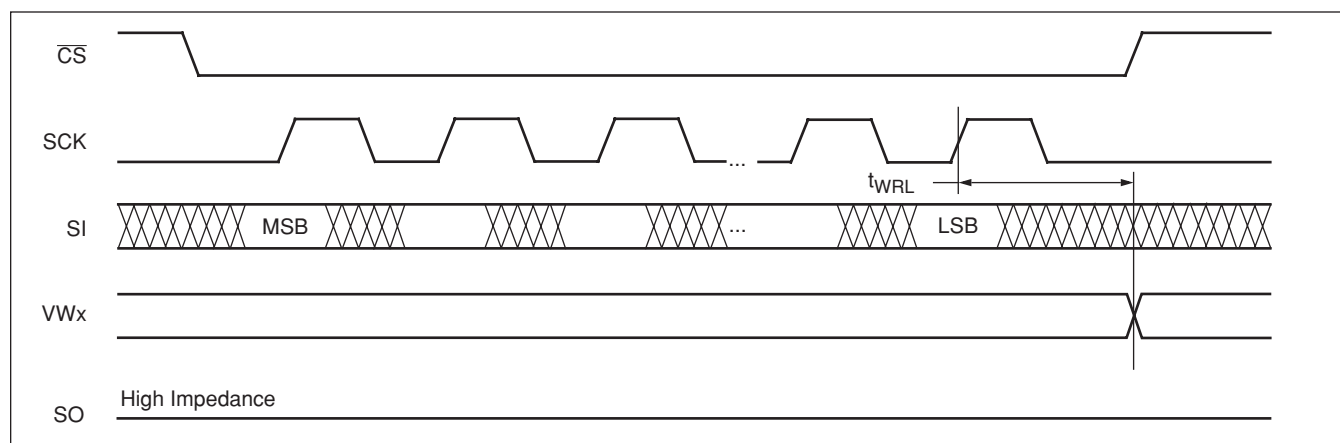 CS
SCK
...
tWRL
SI
MSB
...
LSB
VWx
High Impedance
SO